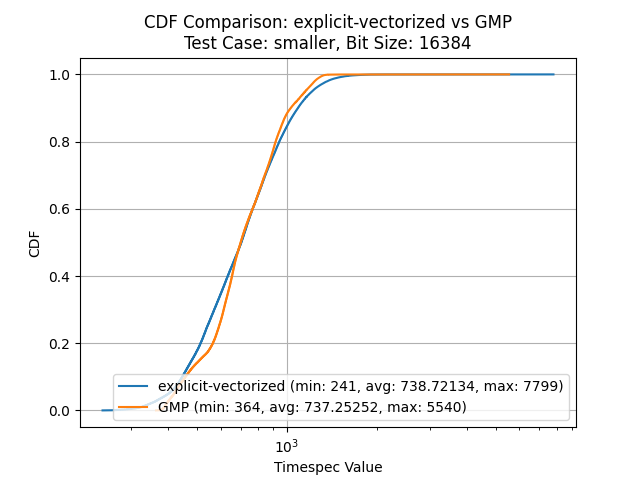 CDF Comparison: explicit-vectorized vs GMP
Test Case: smaller, Bit Size: 16384
1.0
0.8
0.6
0.4
0.2
0.0
CDF
explicit-vectorized (min: 241, avg: 738.72134, max: 7799)
GMP (min: 364, avg: 737.25252, max: 5540)
10³
Timespec Value